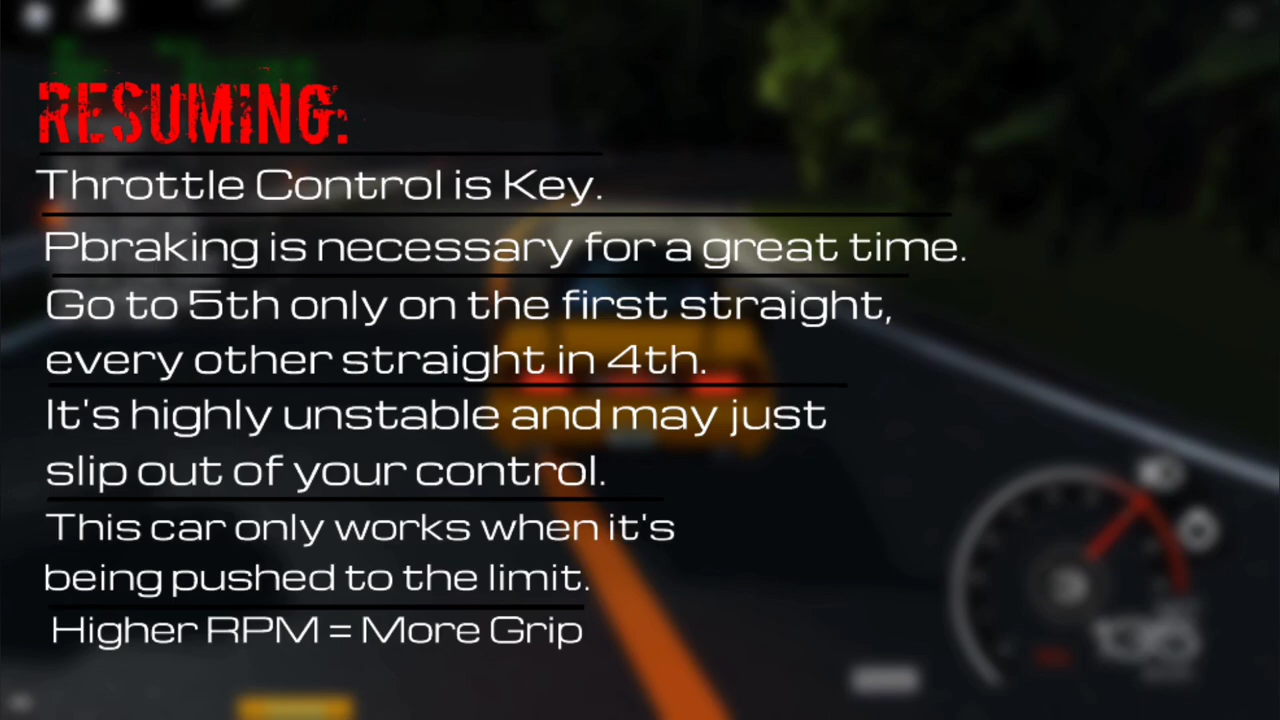 RESUMING:
Throttle Control is Key.
Pbraking is necessary for a great time.
Go to 5th only on the first straight,
every other straight in 4th.
It's highly unstable and may just
slip out of your control.
This car only works when it's
being pushed to the limit.
Higher RPM = More Grip
3
136